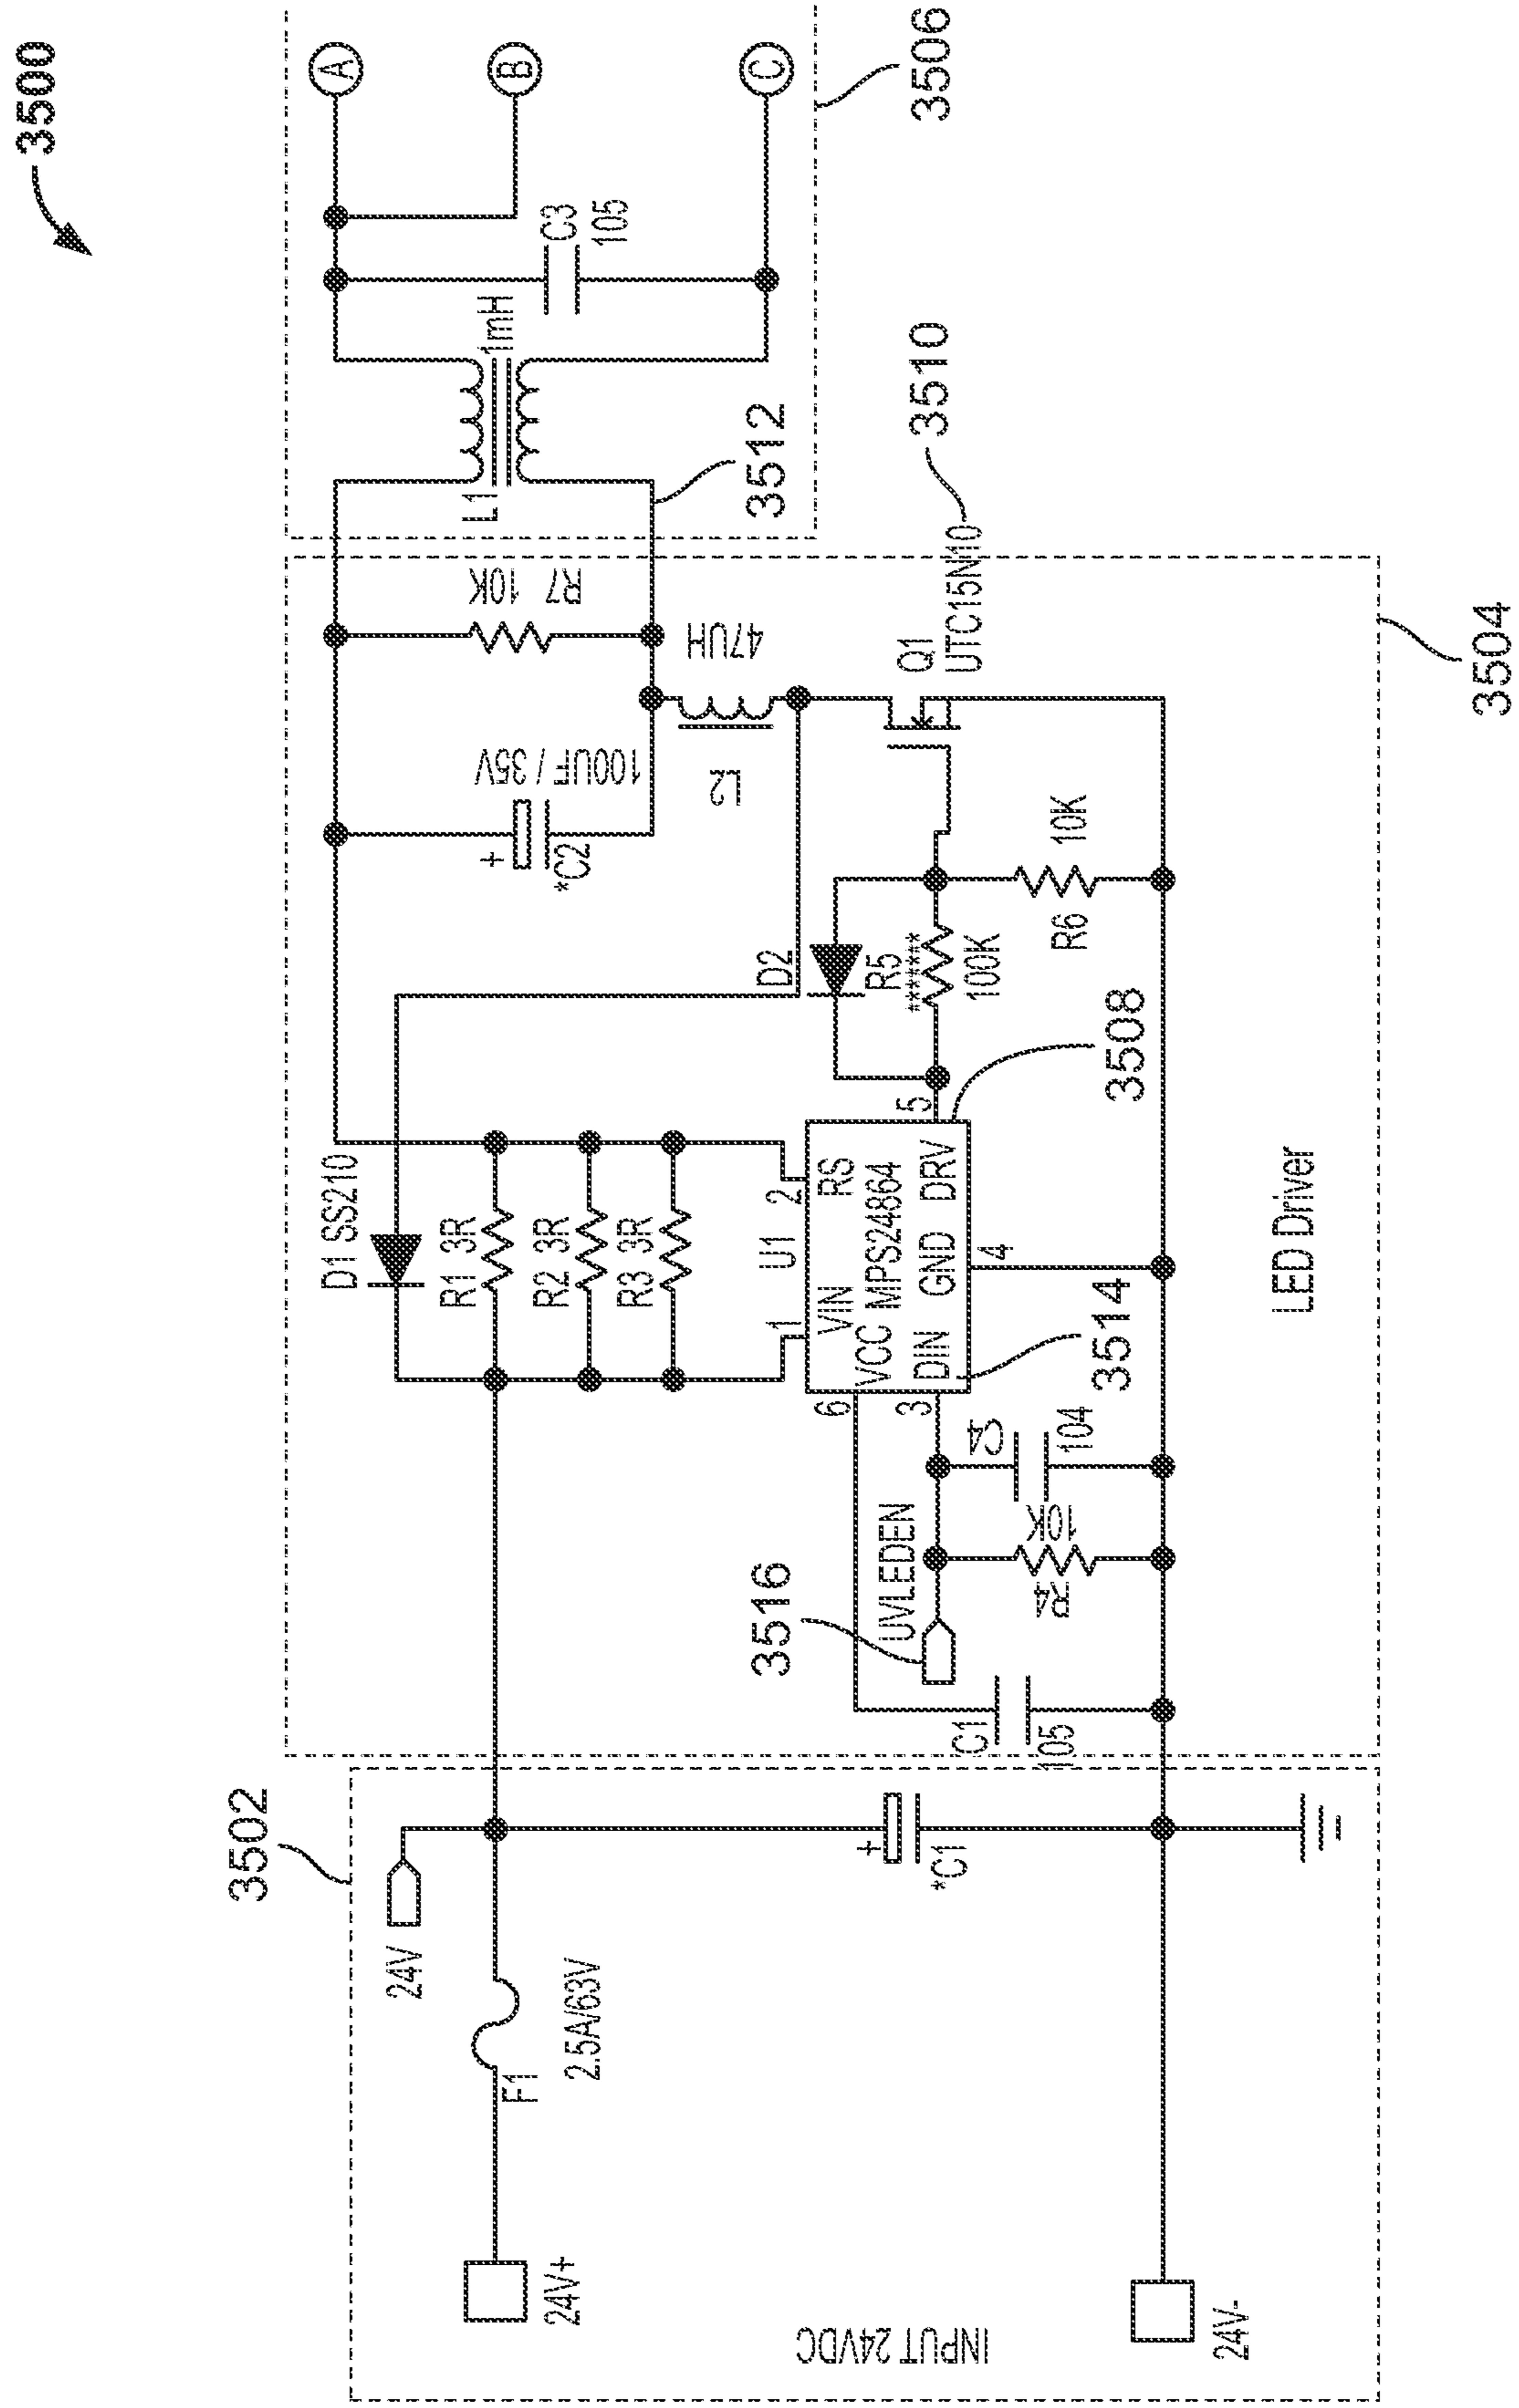 3500
3502
INPUT 24VDC
24V+
24V-
F1
2.5A/63V
24V
+
*C1
3504
LED Driver
D1 SS210
R1 3R
R2 3R
R3 3R
U1
1
2
VIN
RS
VCC
MPS24864
DIN
GND
DRV
6
3
4
5
3508
3514
UVLEDEN
3516
C1
105
R4
10K
C4
104
D2
R5
*******
100K
R6
10K
+
*C2
100UF / 35V
R7 10K
L2
47UH
Q1
UTC15N10
3510
3506
L1
1mH
3512
C3
105
A
B
C